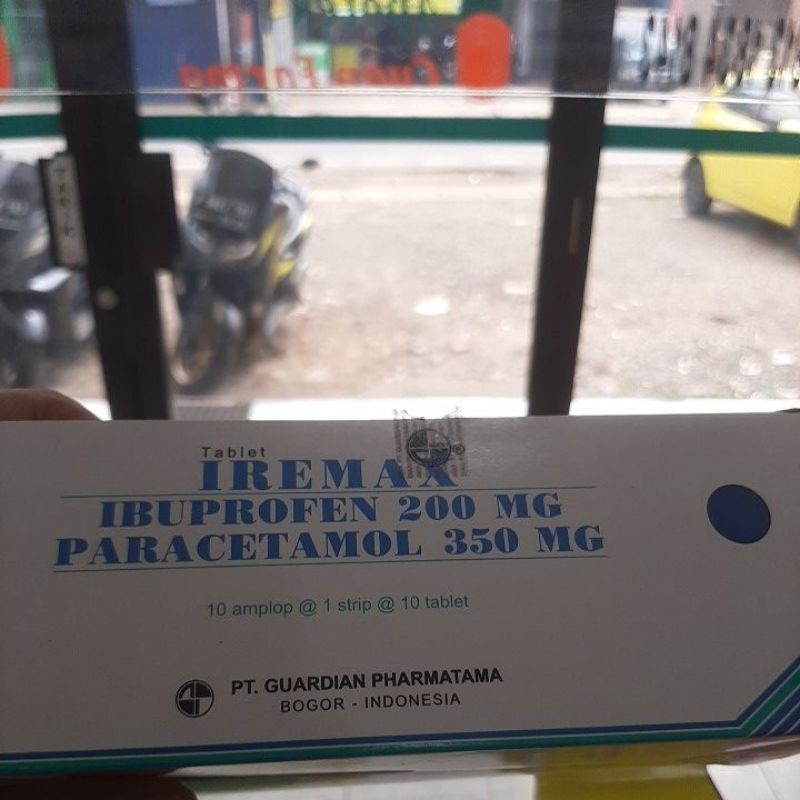 Tablet
IREMAX
IBUPROFEN 200 MG
PARACETAMOL 350 MG
10 amplop @ 1 strip @ 10 tablet
PT. GUARDIAN PHARMATAMA
BOGOR - INDONESIA